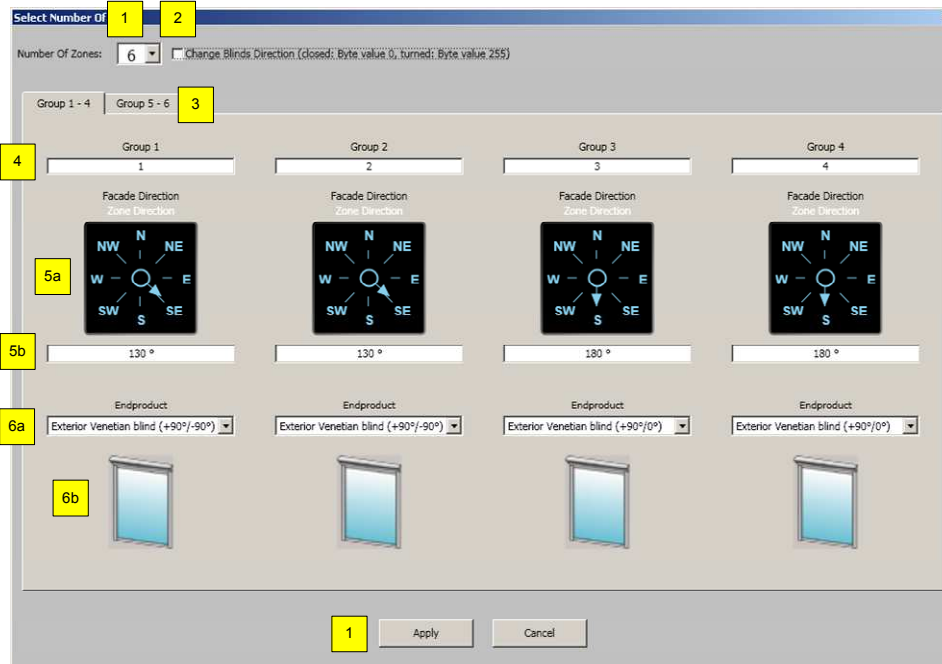 Select Number Of
1
2
Number Of Zones:
6
Change Blinds Direction (closed: Byte value 0, turned: Byte value 255)
Group 1 - 4
Group 5 - 6
3
Group 1
Group 2
Group 3
Group 4
4
1
2
3
4
Facade Direction
Facade Direction
Facade Direction
Facade Direction
Zone Direction
Zone Direction
Zone Direction
Zone Direction
5a
N
NW NE
W E
SW SE
S
N
NW NE
W E
SW SE
S
N
NW NE
W E
SW SE
S
N
NW NE
W E
SW SE
S
5b
130 °
130 °
180 °
180 °
Endproduct
Endproduct
Endproduct
Endproduct
6a
Exterior Venetian blind (+90°/-90°)
Exterior Venetian blind (+90°/-90°)
Exterior Venetian blind (+90°/0°)
Exterior Venetian blind (+90°/0°)
6b
1
Apply
Cancel